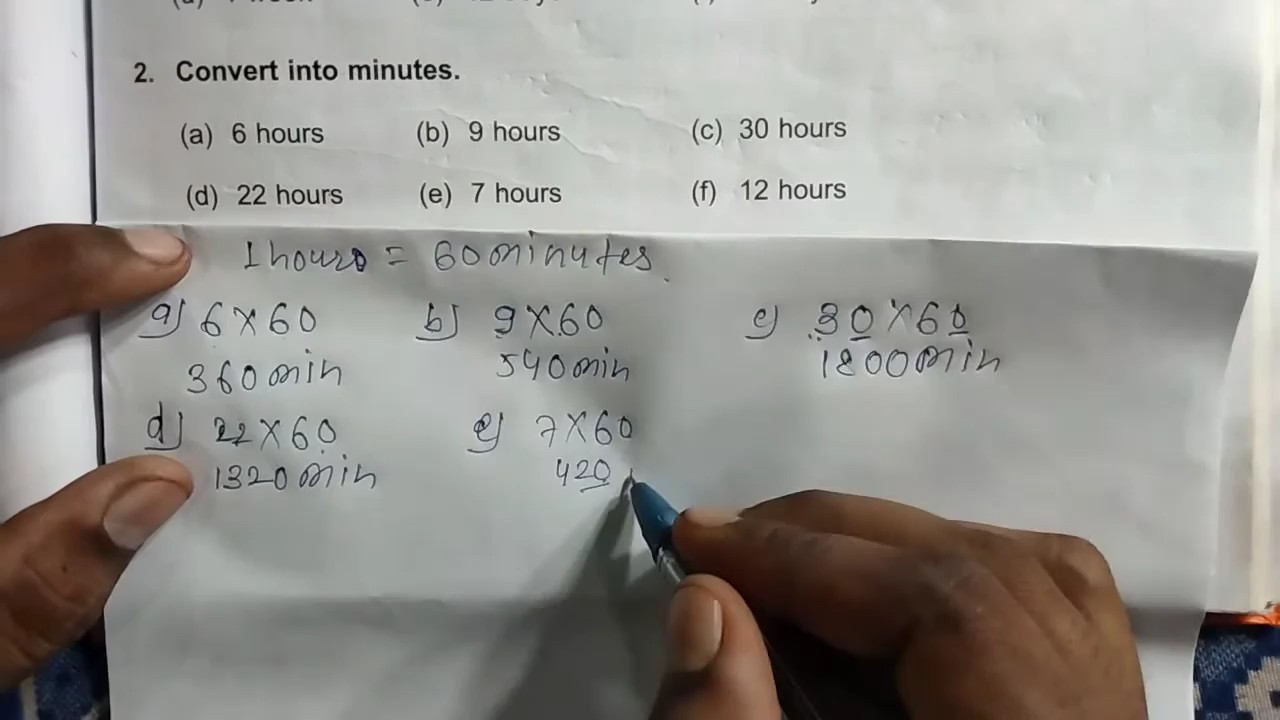 2. Convert into minutes.
(a) 6 hours (b) 9 hours (c) 30 hours
(d) 22 hours (e) 7 hours (f) 12 hours
1 hours = 60 minutes.
a) 6 x 60 b) 9 x 60 c) 30 x 60
360 min 540 min 1800 min
d) 22 x 60 e) 7 x 60
1320 min 420